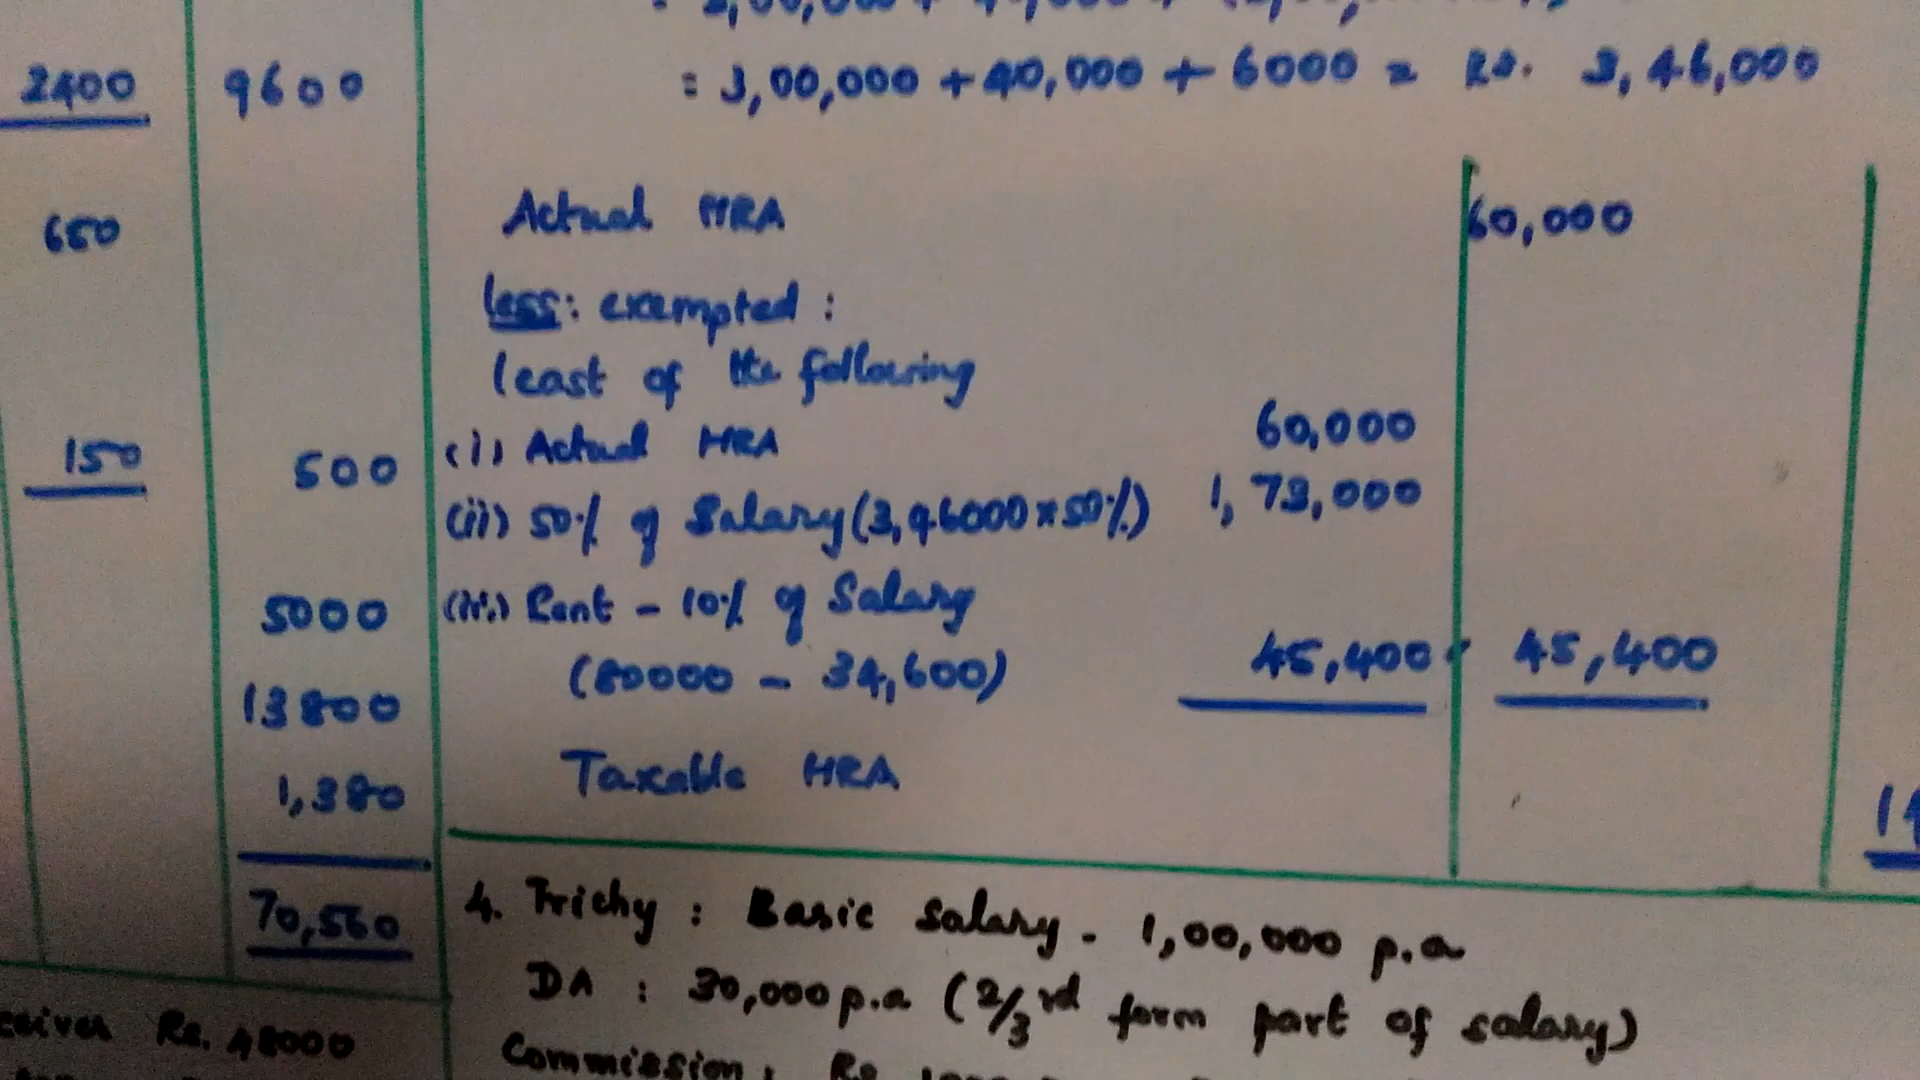 2400 9600
650
150 500
5000
13800
1,380
70,560
ceives Rs. 48000
= 3,00,000 + 40,000 + 6000 = Rs. 3,46,000
Actual HRA 60,000
Less: exempted:
least of the following
(i) Actual HRA 60,000
(ii) 50% of Salary (3,46000 x 50%) 1,73,000
(iii) Rent - 10% of Salary
(80000 - 34,600) 45,400 45,400
Taxable HRA
4. Trichy: Basic Salary - 1,00,000 p.a
DA: 30,000 p.a (2/3rd form part of salary)
Commission: Rs